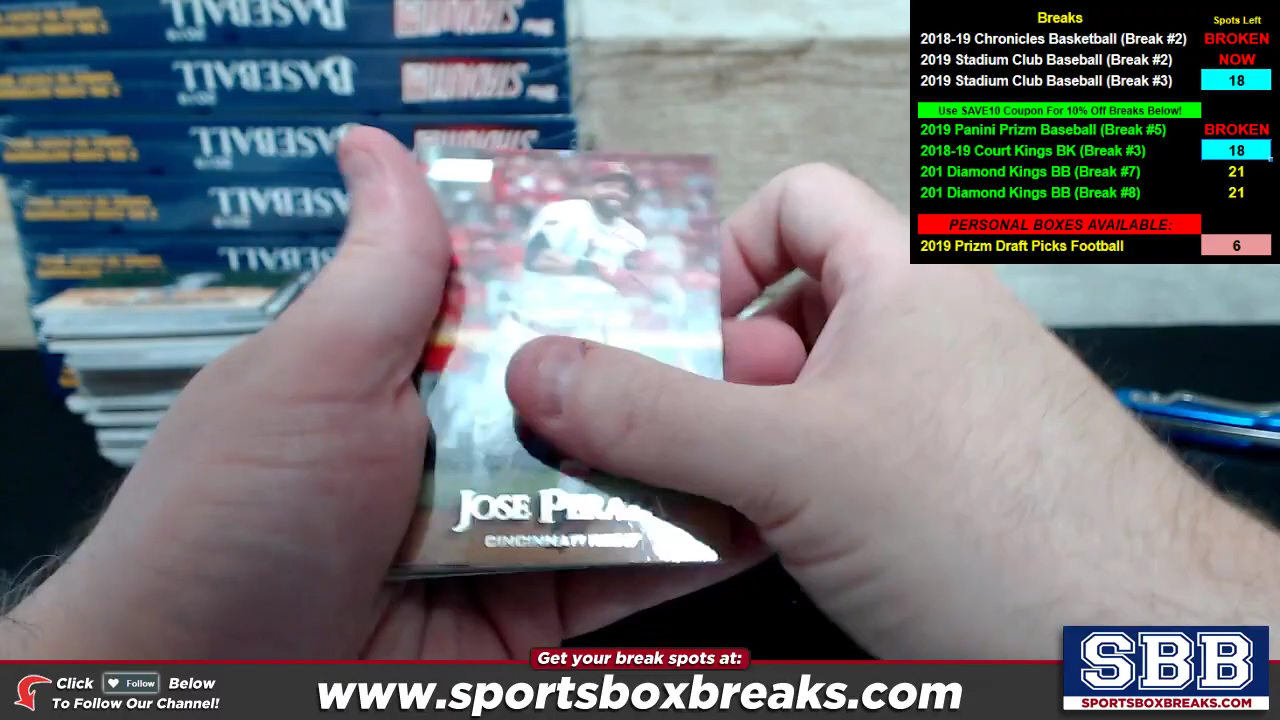 Breaks
Spots Left
2018-19 Chronicles Basketball (Break #2) BROKEN
2019 Stadium Club Baseball (Break #2) NOW
2019 Stadium Club Baseball (Break #3) 18
Use SAVE10 Coupon For 10% Off Breaks Below!
2019 Panini Prizm Baseball (Break #5) BROKEN
2018-19 Court Kings BK (Break #3) 18
201 Diamond Kings BB (Break #7) 21
201 Diamond Kings BB (Break #8) 21
PERSONAL BOXES AVAILABLE:
2019 Prizm Draft Picks Football 6
BASEBALL
STADIUM
BASEBALL
STADIUM
BASEBALL
BASEBALL
BASEBALL
JOSE
CINCINNATI
Get your break spots at:
www.sportsboxbreaks.com
Click Follow Below
To Follow Our Channel!
SBB
SPORTSBOXBREAKS.COM